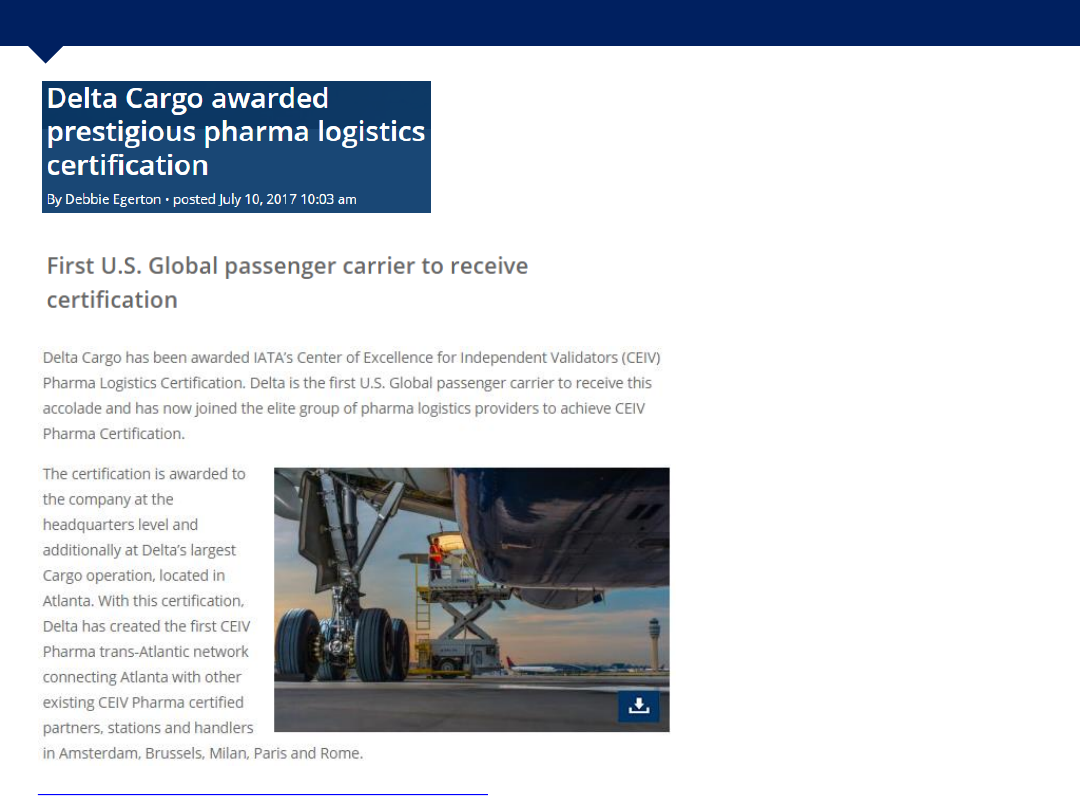 Delta Cargo awarded
prestigious pharma logistics
certification
By Debbie Egerton • posted July 10, 2017 10:03 am
First U.S. Global passenger carrier to receive
certification
Delta Cargo has been awarded IATA’s Center of Excellence for Independent Validators (CEIV)
Pharma Logistics Certification. Delta is the first U.S. Global passenger carrier to receive this
accolade and has now joined the elite group of pharma logistics providers to achieve CEIV
Pharma Certification.
The certification is awarded to
the company at the
headquarters level and
additionally at Delta’s largest
Cargo operation, located in
Atlanta. With this certification,
Delta has created the first CEIV
Pharma trans-Atlantic network
connecting Atlanta with other
existing CEIV Pharma certified
partners, stations and handlers
in Amsterdam, Brussels, Milan, Paris and Rome.